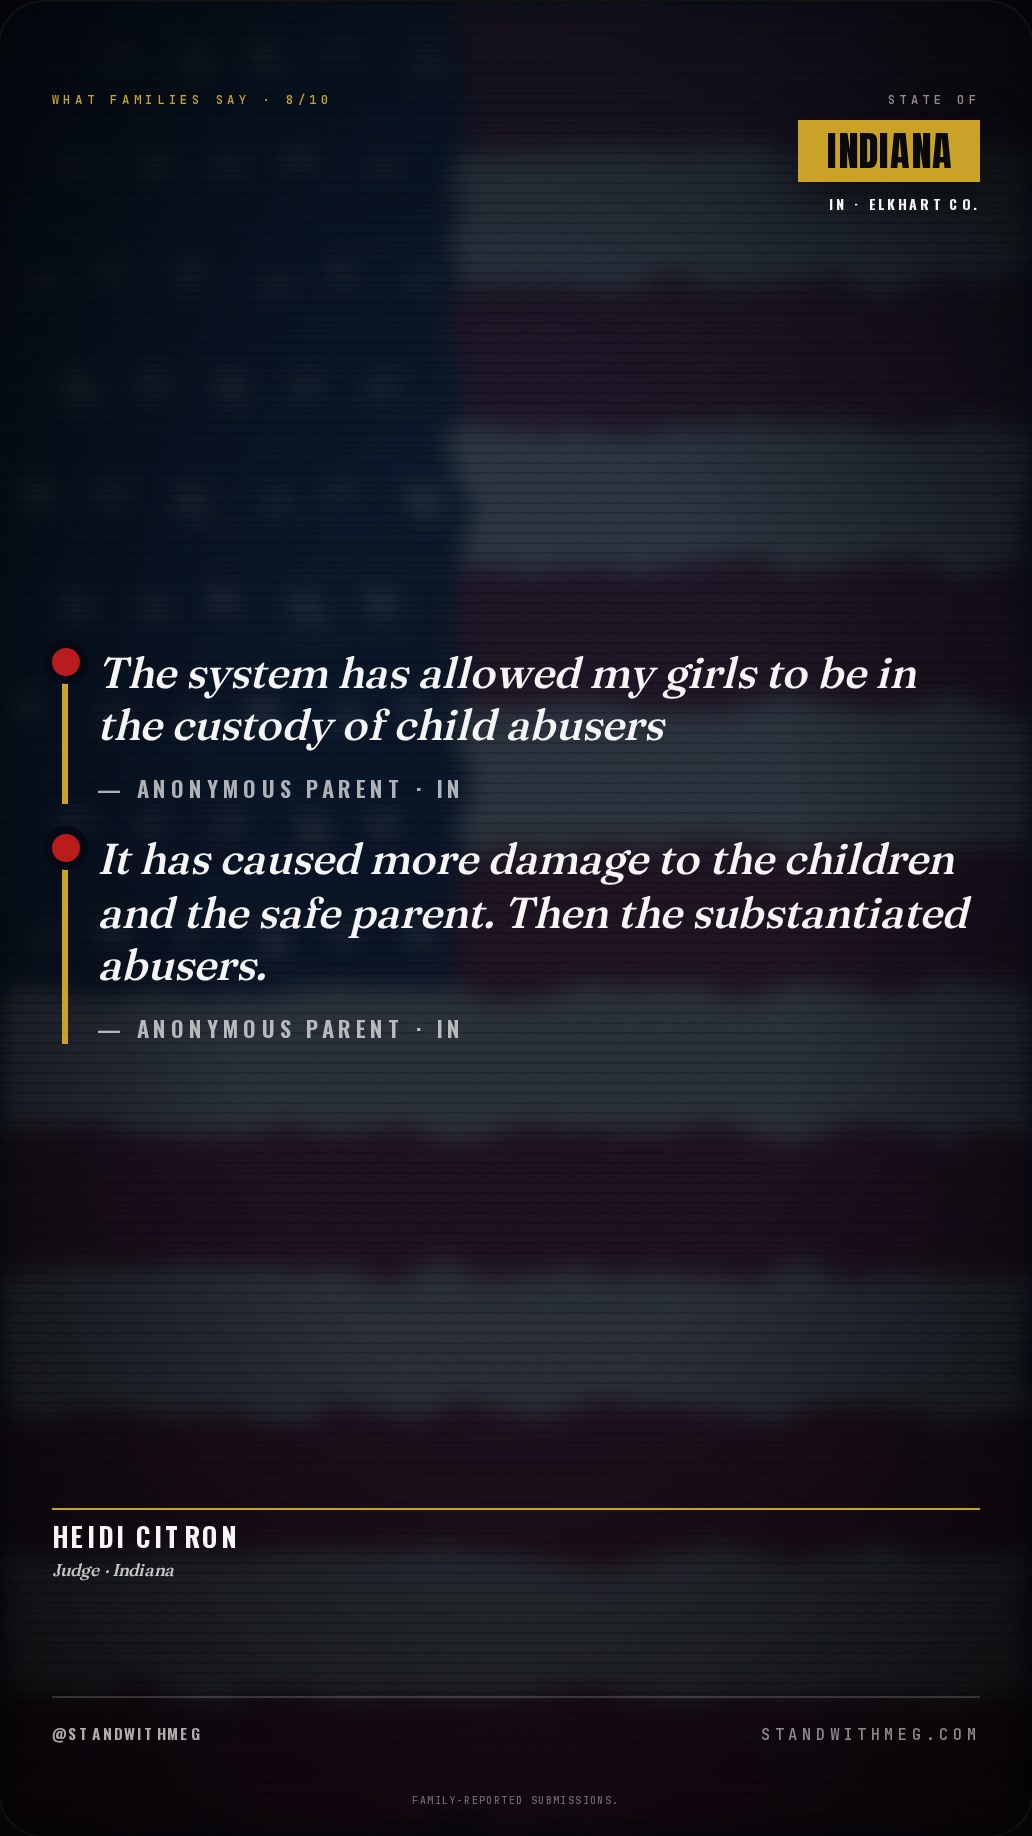 WHAT FAMILIES SAY · 8/10
STATE OF
INDIANA
IN · ELKHART CO.
The system has allowed my girls to be in
the custody of child abusers
— ANONYMOUS PARENT · IN
It has caused more damage to the children
and the safe parent. Then the substantiated
abusers.
— ANONYMOUS PARENT · IN
HEIDI CITRON
Judge · Indiana
@STANDWITHMEG
STANDWITHMEG.COM
FAMILY-REPORTED SUBMISSIONS.